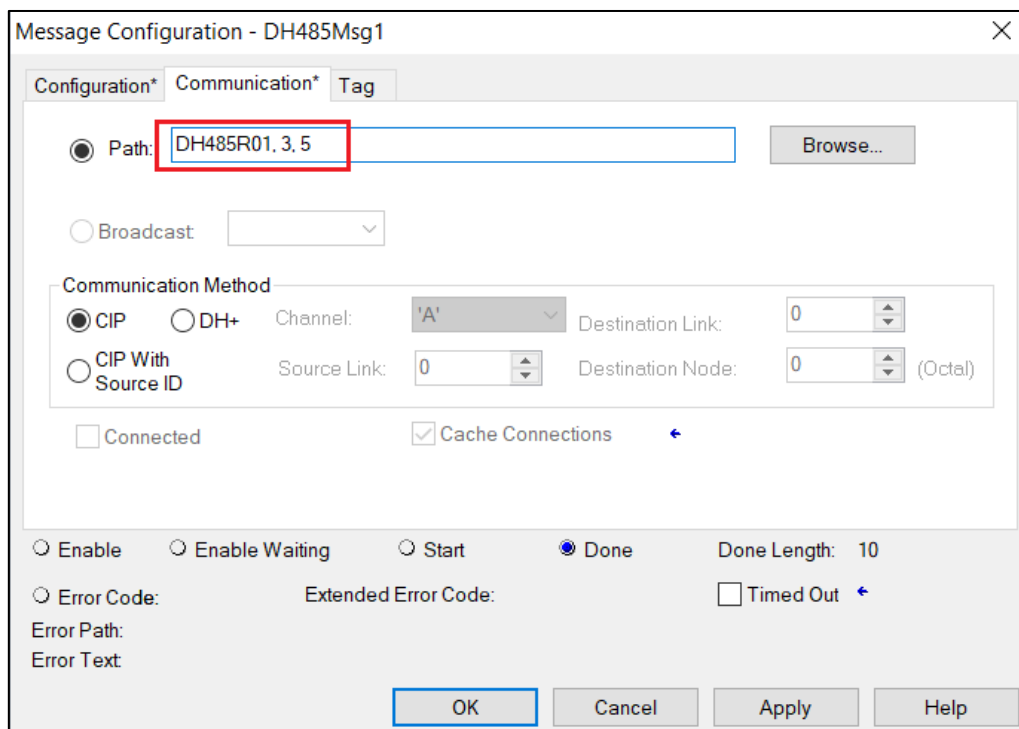 Message Configuration - DH485Msg1
Configuration* Communication* Tag
Path: DH485R01, 3, 5 Browse...
Broadcast:
Communication Method
CIP DH+ Channel: 'A' Destination Link: 0
CIP With
Source ID Source Link: 0 Destination Node: 0 (Octal)
Connected Cache Connections
Enable Enable Waiting Start Done Done Length: 10
Error Code: Extended Error Code: Timed Out
Error Path:
Error Text:
OK Cancel Apply Help